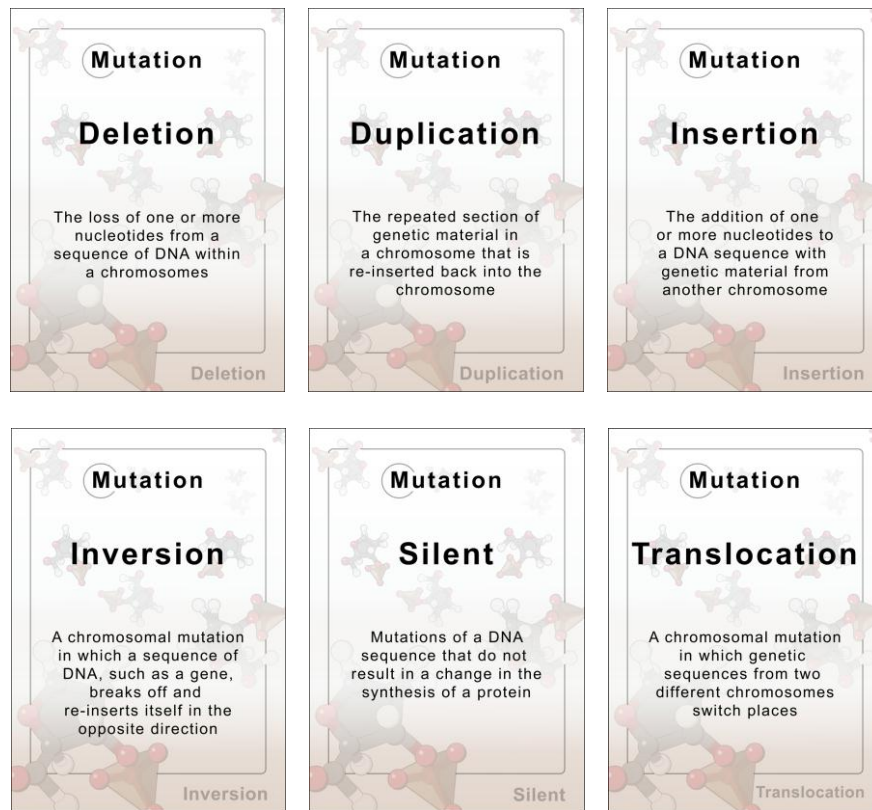 Mutation
Deletion
The loss of one or more
nucleotides from a
sequence of DNA within
a chromosomes
Deletion
Mutation
Duplication
The repeated section of
genetic material in
a chromosome that is
re-inserted back into the
chromosome
Duplication
Mutation
Insertion
The addition of one
or more nucleotides to
a DNA sequence with
genetic material from
another chromosome
Insertion
Mutation
Inversion
A chromosomal mutation
in which a sequence of
DNA, such as a gene,
breaks off and
re-inserts itself in the
opposite direction
Inversion
Mutation
Silent
Mutations of a DNA
sequence that do not
result in a change in the
synthesis of a protein
Silent
Mutation
Translocation
A chromosomal mutation
in which genetic
sequences from two
different chromosomes
switch places
Translocation